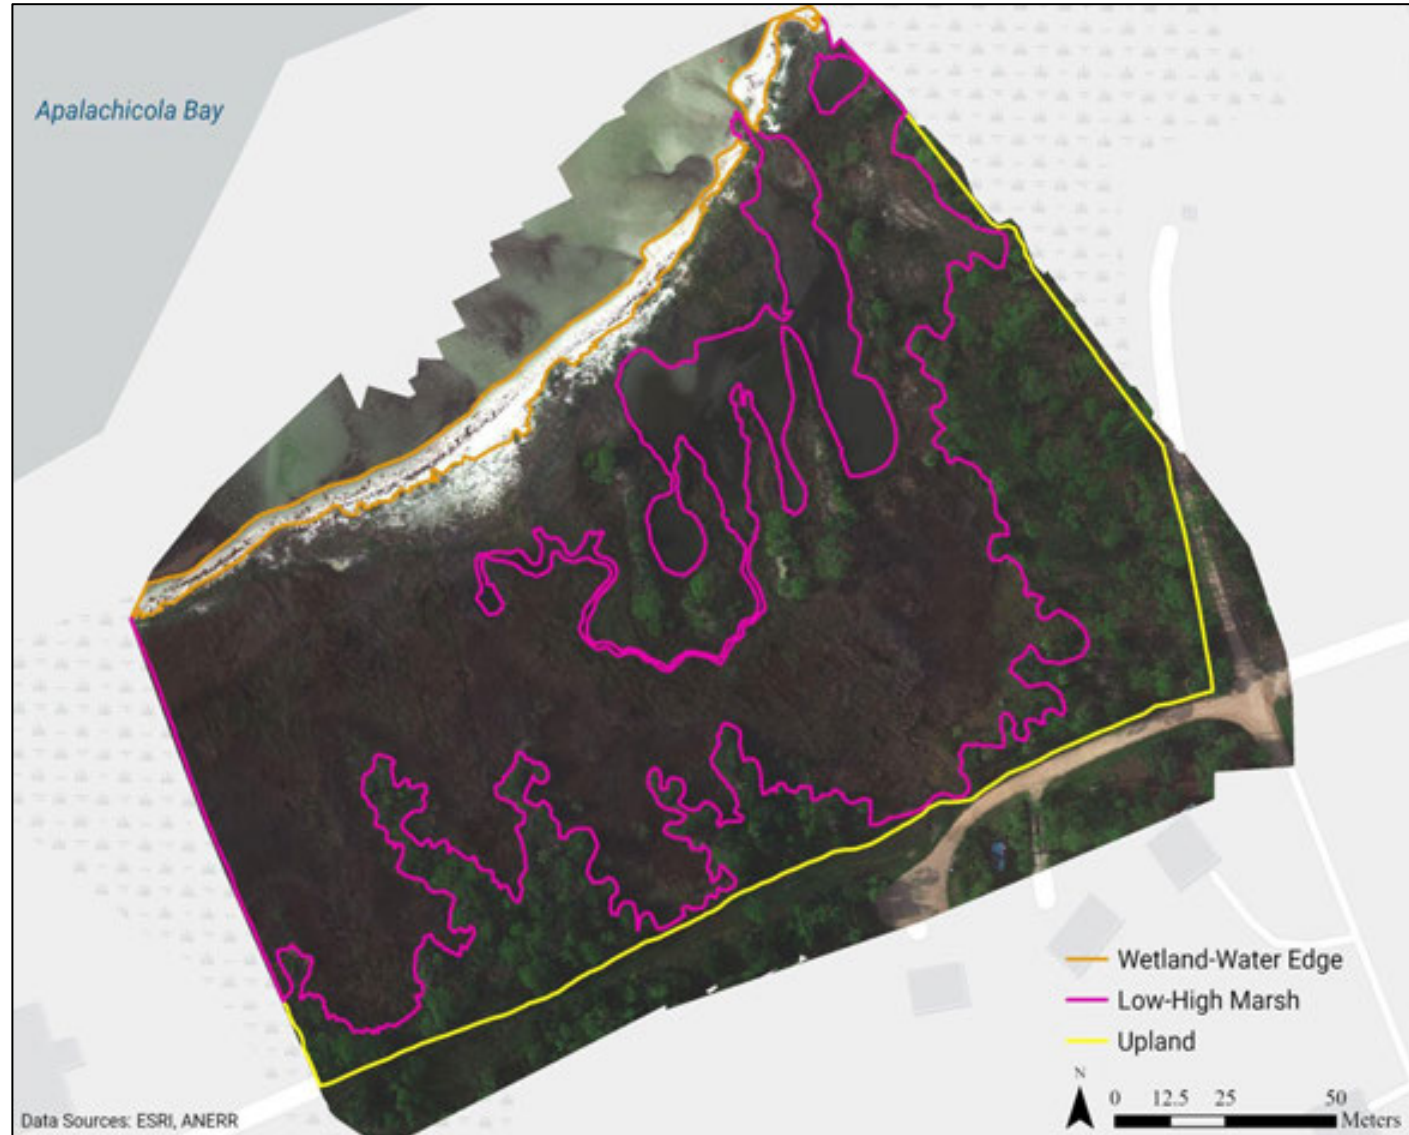 Apalachicola Bay
Wetland-Water Edge
Low-High Marsh
Upland
N
0 12.5 25 50
Meters
Data Sources: ESRI, ANERR